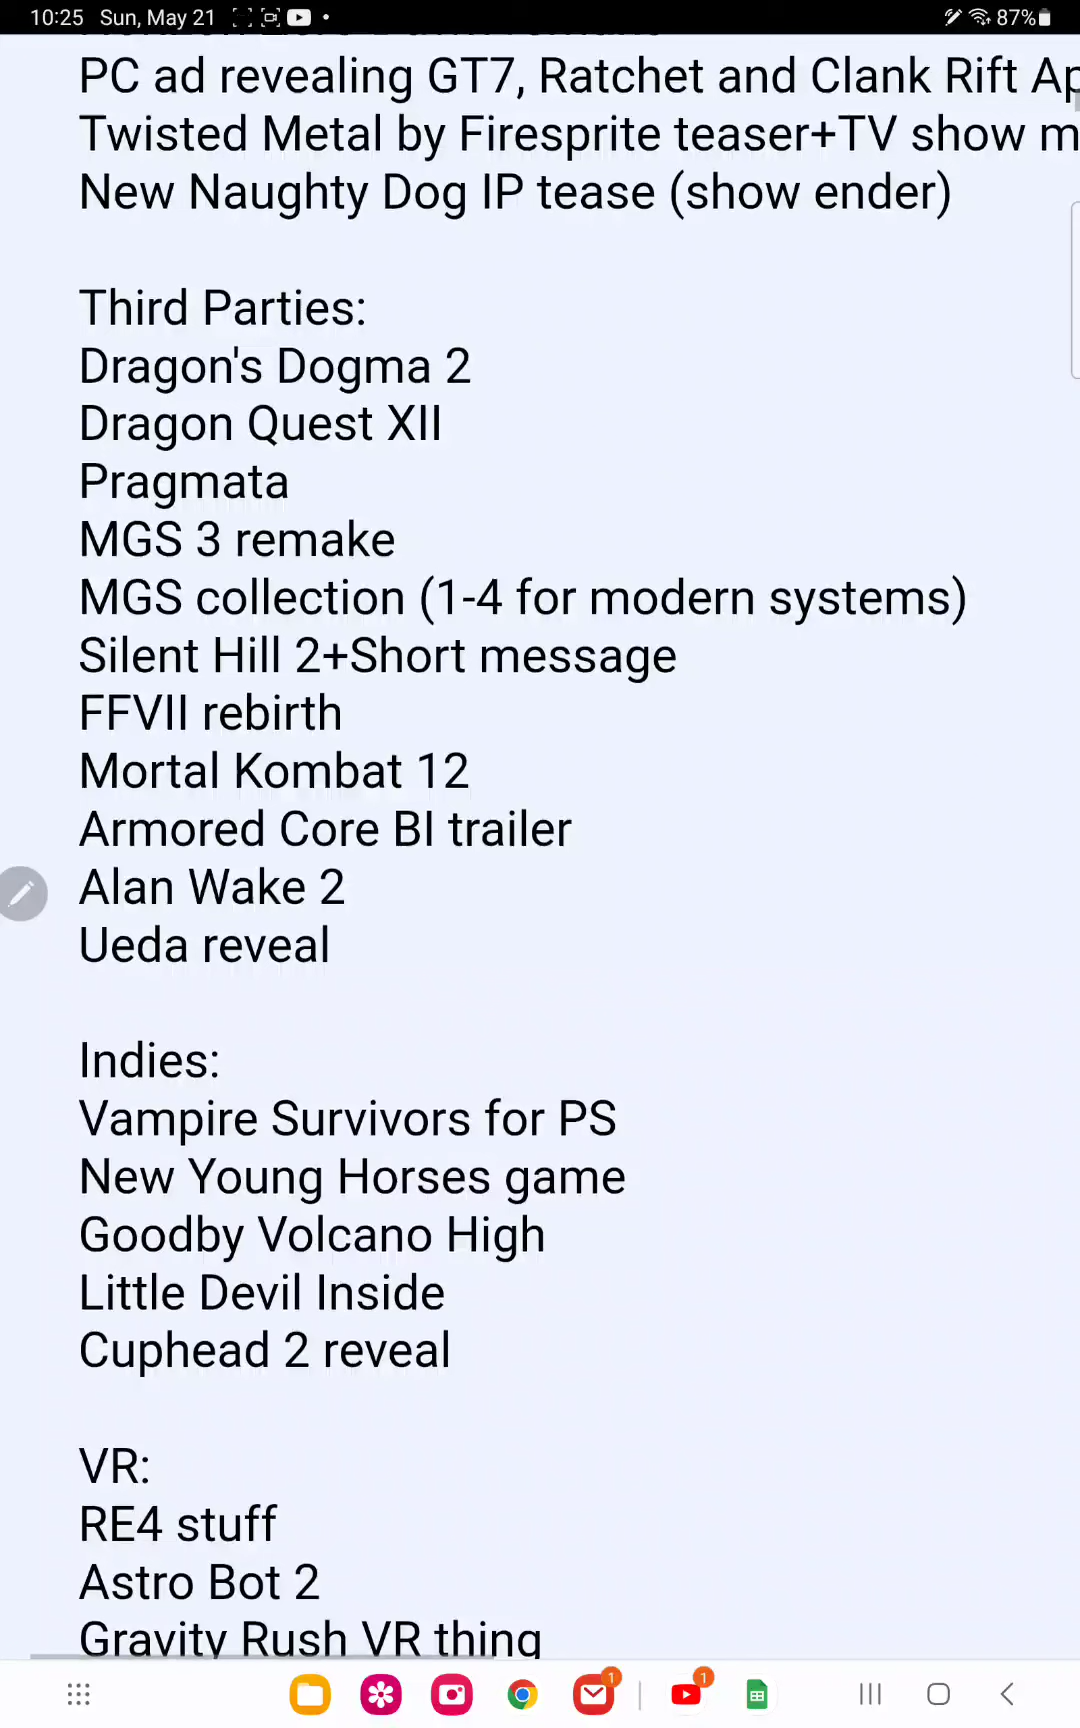 10:25 Sun, May 21 87%
PC ad revealing GT7, Ratchet and Clank Rift Ap
Twisted Metal by Firesprite teaser+TV show m
New Naughty Dog IP tease (show ender)
Third Parties:
Dragon's Dogma 2
Dragon Quest XII
Pragmata
MGS 3 remake
MGS collection (1-4 for modern systems)
Silent Hill 2+Short message
FFVII rebirth
Mortal Kombat 12
Armored Core BI trailer
Alan Wake 2
Ueda reveal
Indies:
Vampire Survivors for PS
New Young Horses game
Goodby Volcano High
Little Devil Inside
Cuphead 2 reveal
VR:
RE4 stuff
Astro Bot 2
Gravity Rush VR thing
1 1